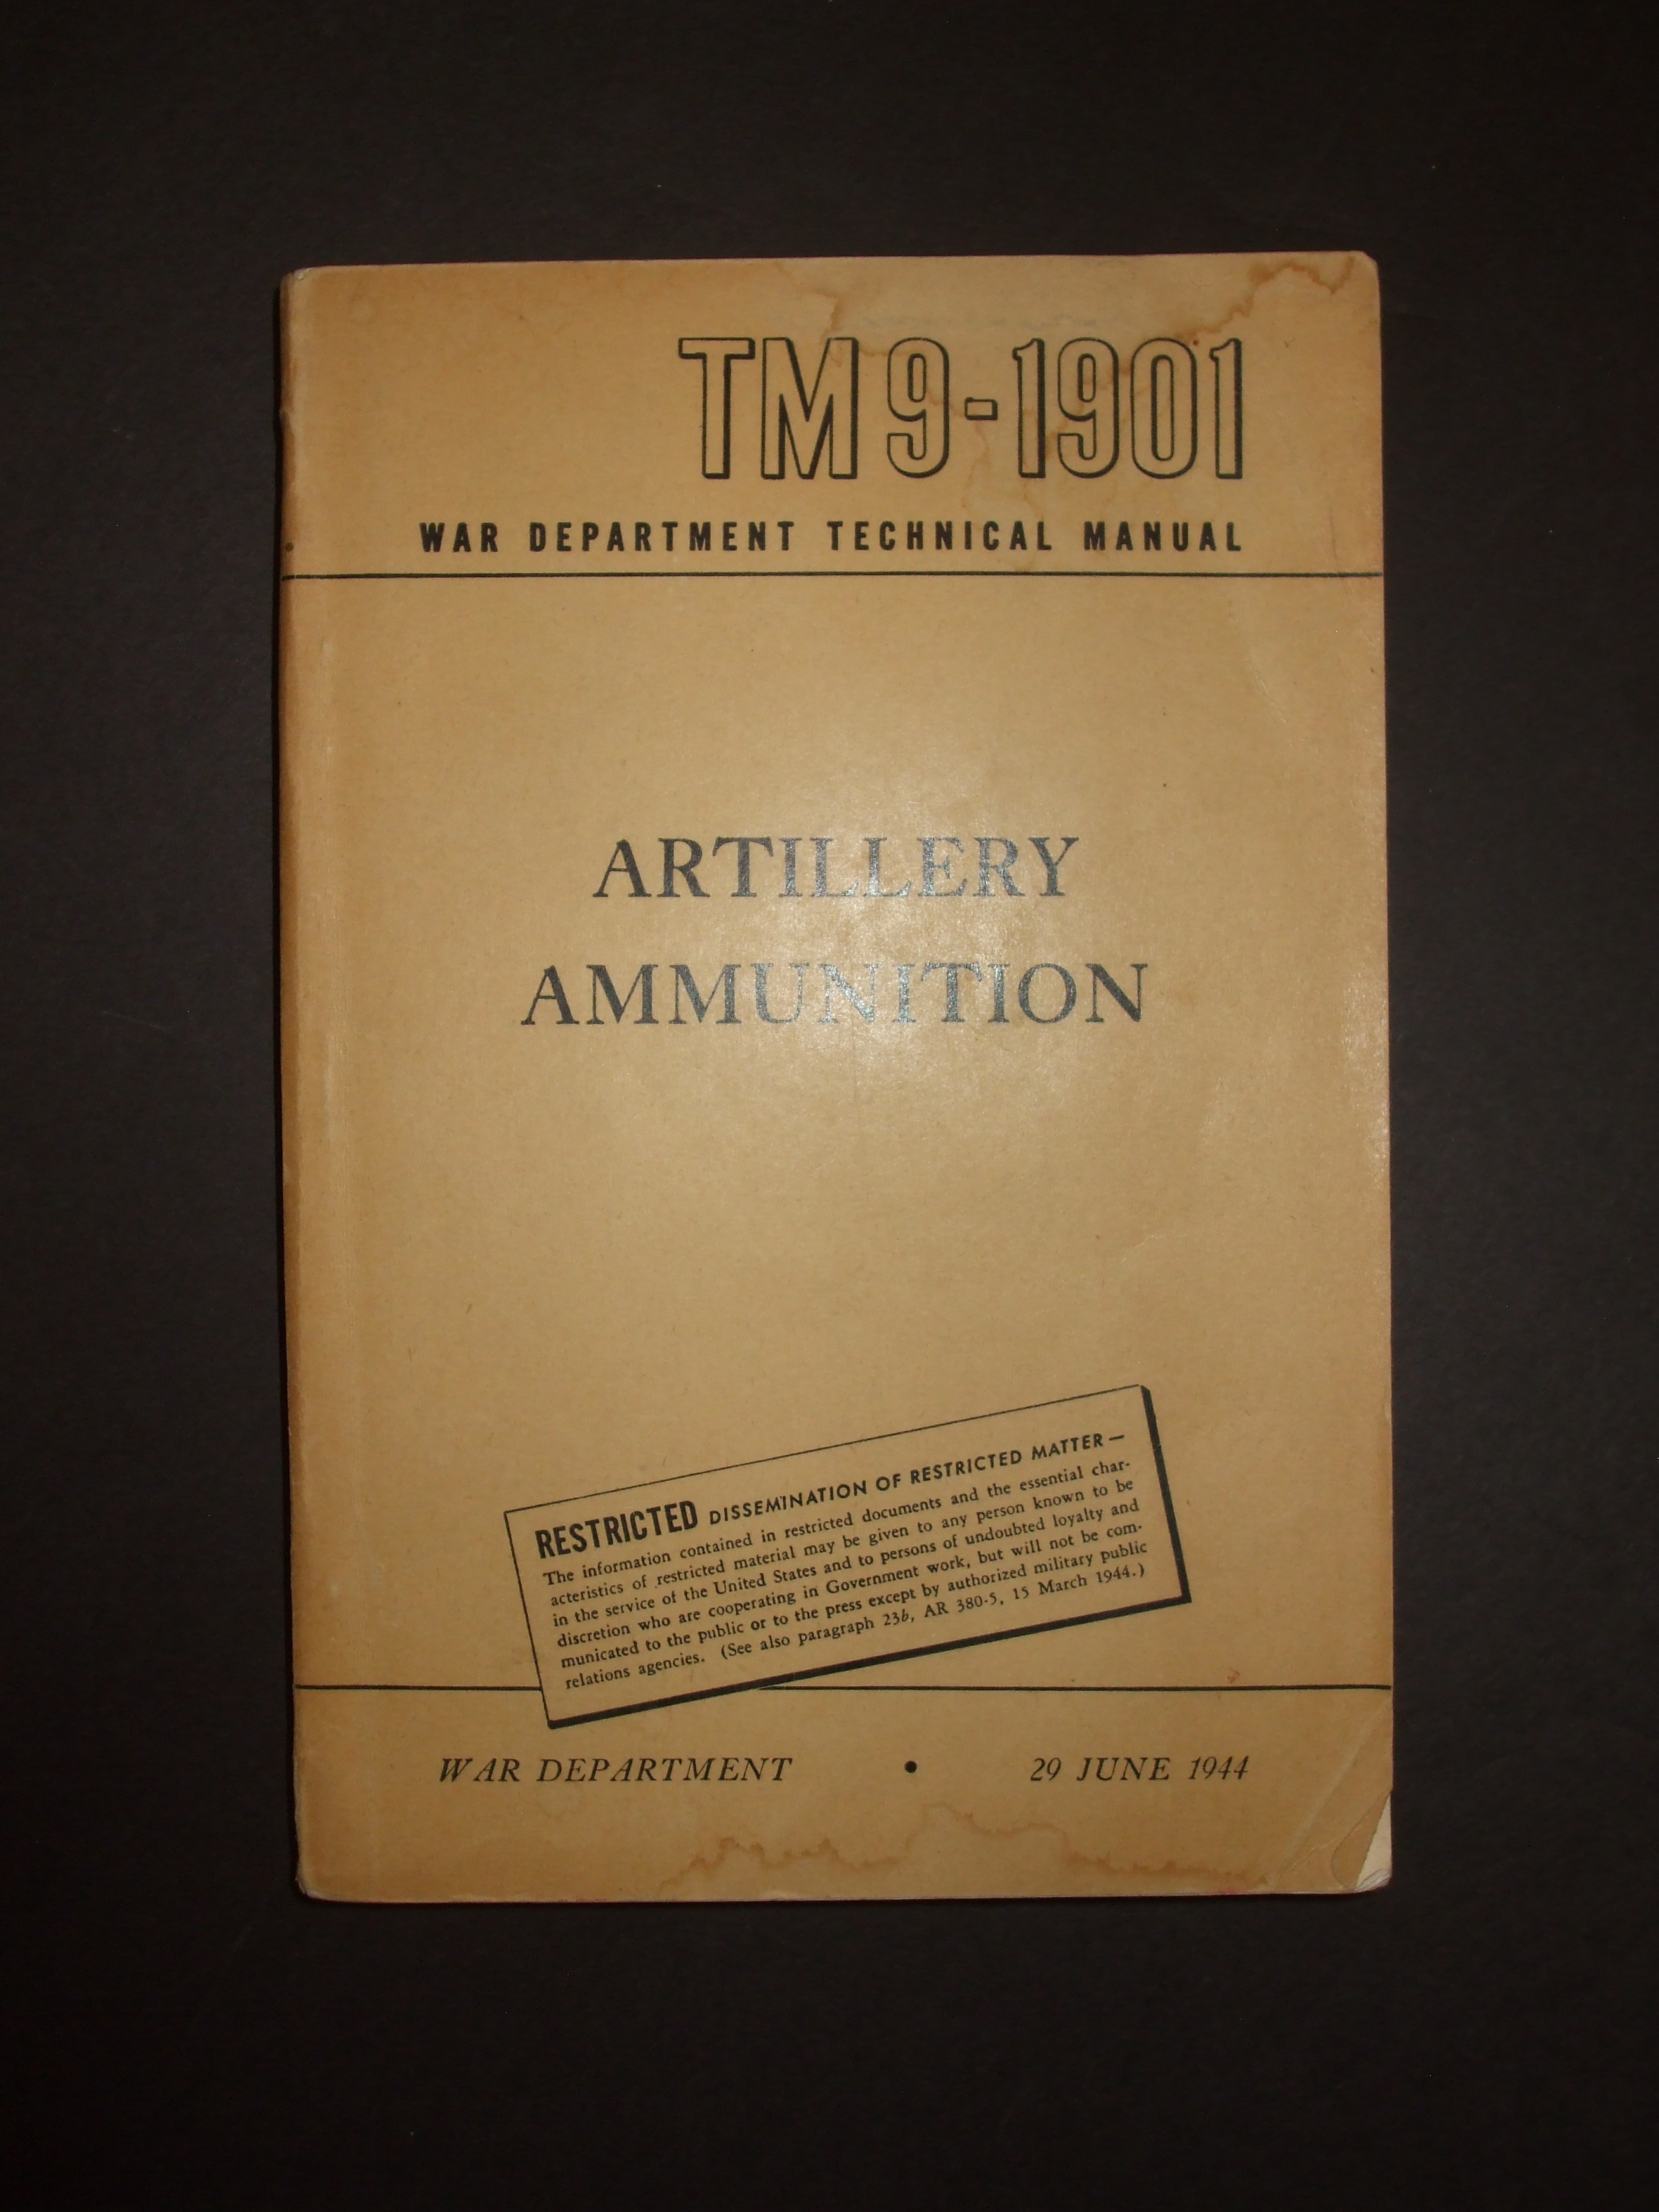 TM 9-1901
WAR DEPARTMENT TECHNICAL MANUAL
ARTILLERY
AMMUNITION
RESTRICTED DISSEMINATION OF RESTRICTED MATTER—
The information contained in restricted documents and the essential char-
acteristics of restricted material may be given to any person known to be
in the service of the United States and to persons of undoubted loyalty and
discretion who are cooperating in Government work, but will not be com-
municated to the public or to the press except by authorized military public
relations agencies. (See also paragraph 23b, AR 380-5, 15 March 1944.)
WAR DEPARTMENT • 29 JUNE 1944